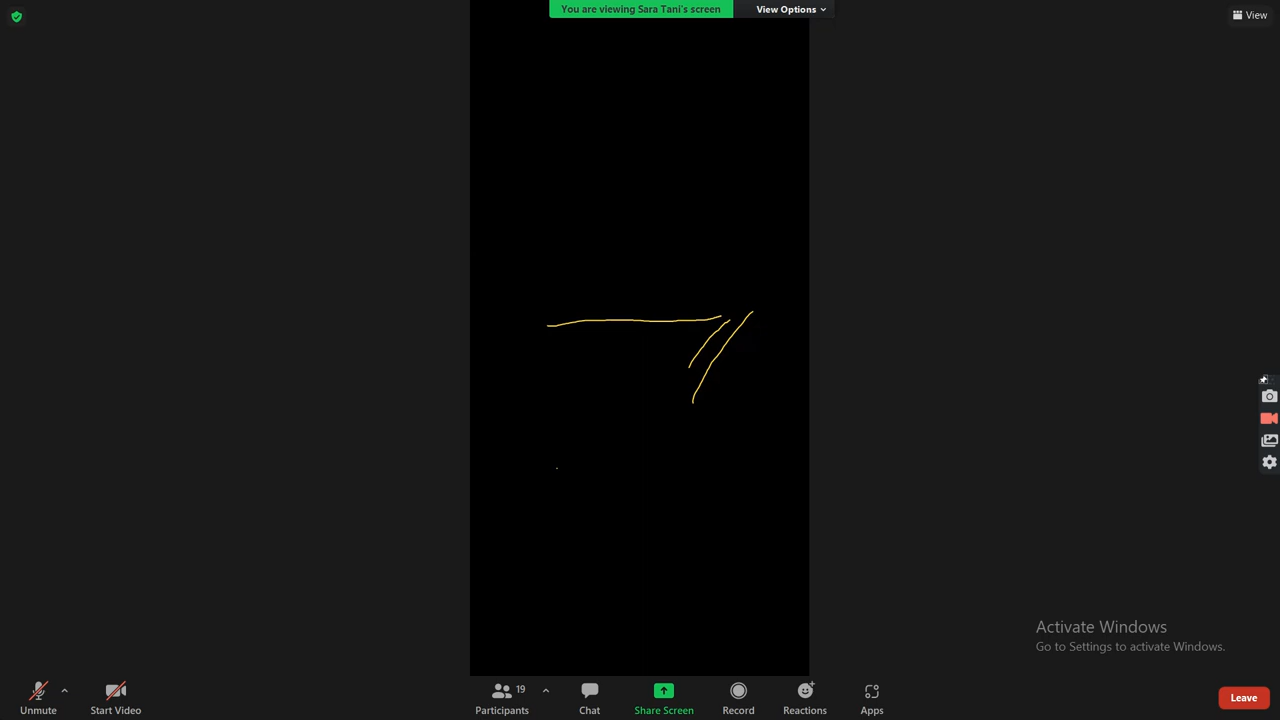 You are viewing Sara Tani's screen
View Options
View
Activate Windows
Go to Settings to activate Windows.
19
Unmute
Start Video
Participants
Chat
Share Screen
Record
Reactions
Apps
Leave